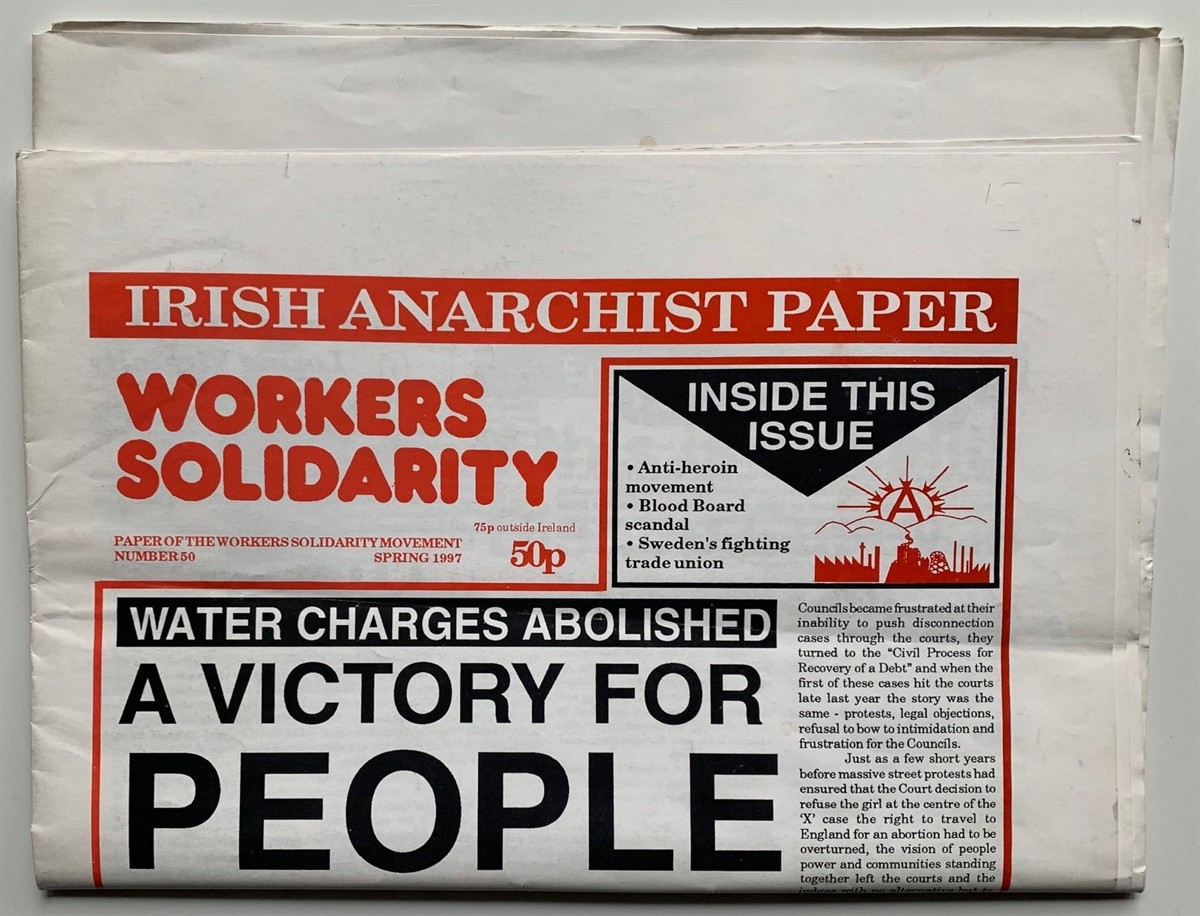 IRISH ANARCHIST PAPER
WORKERS
SOLIDARITY
75p outside Ireland
PAPER OF THE WORKERS SOLIDARITY MOVEMENT
NUMBER 50
SPRING 1997
50p
INSIDE THIS
ISSUE
• Anti-heroin
movement
• Blood Board
scandal
• Sweden's fighting
trade union
A
WATER CHARGES ABOLISHED
A VICTORY FOR
PEOPLE
Councils became frustrated at their
inability to push disconnection
cases through the courts, they
turned to the "Civil Process for
Recovery of a Debt" and when the
first of these cases hit the courts
late last year the story was the
same - protests, legal objections,
refusal to bow to intimidation and
frustration for the Councils.
Just as a few short years
before massive street protests had
ensured that the Court decision to
refuse the girl at the centre of the
'X' case the right to travel to
England for an abortion had to be
overturned, the vision of people
power and communities standing
together left the courts and the
judges with no alternative but to